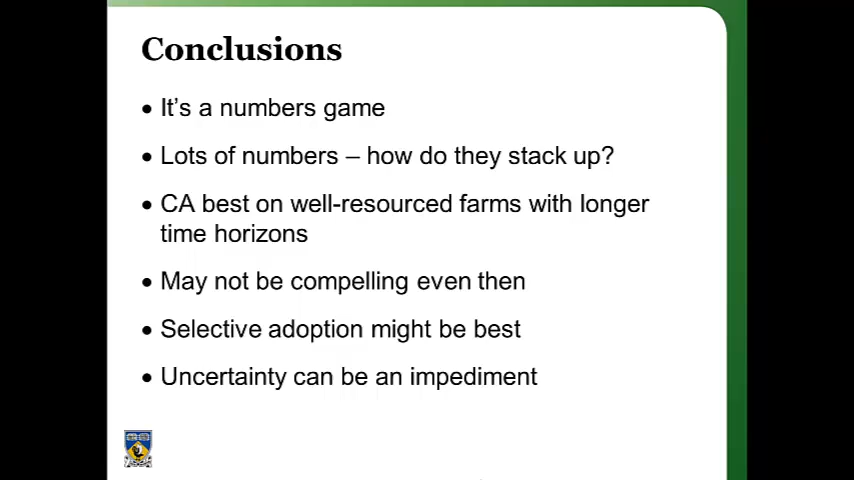 Conclusions
• It's a numbers game
• Lots of numbers – how do they stack up?
• CA best on well-resourced farms with longer
time horizons
• May not be compelling even then
• Selective adoption might be best
• Uncertainty can be an impediment